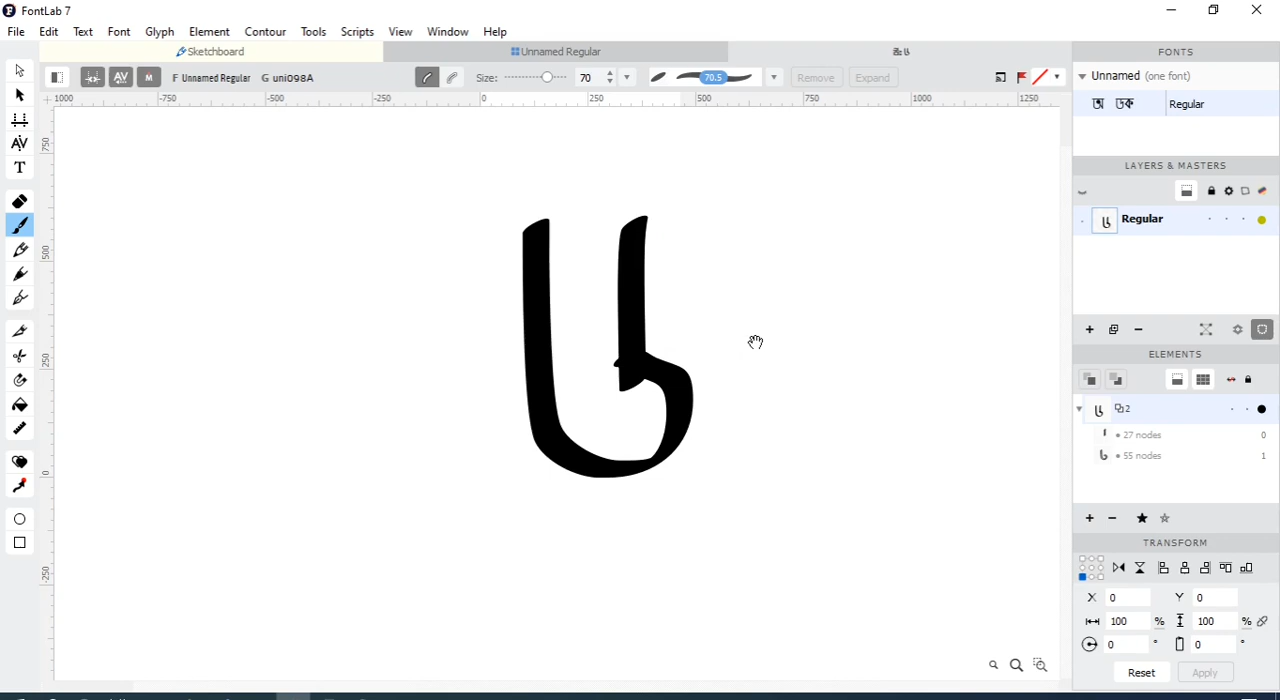 FontLab 7
File Edit Text Font Glyph Element Contour Tools Scripts View Window Help
Sketchboard Unnamed Regular
F Unnamed Regular G uni098A Size: 70 70.5 Remove Expand
1000 -750 -500 -250 0 250 500 750 1000 1250
750
500
250
0
-250
FONTS
Unnamed (one font)
Regular
LAYERS & MASTERS
Regular
ELEMENTS
2
27 nodes 0
55 nodes 1
TRANSFORM
X 0 Y 0
100 % 100 %
0 ° 0 °
Reset Apply